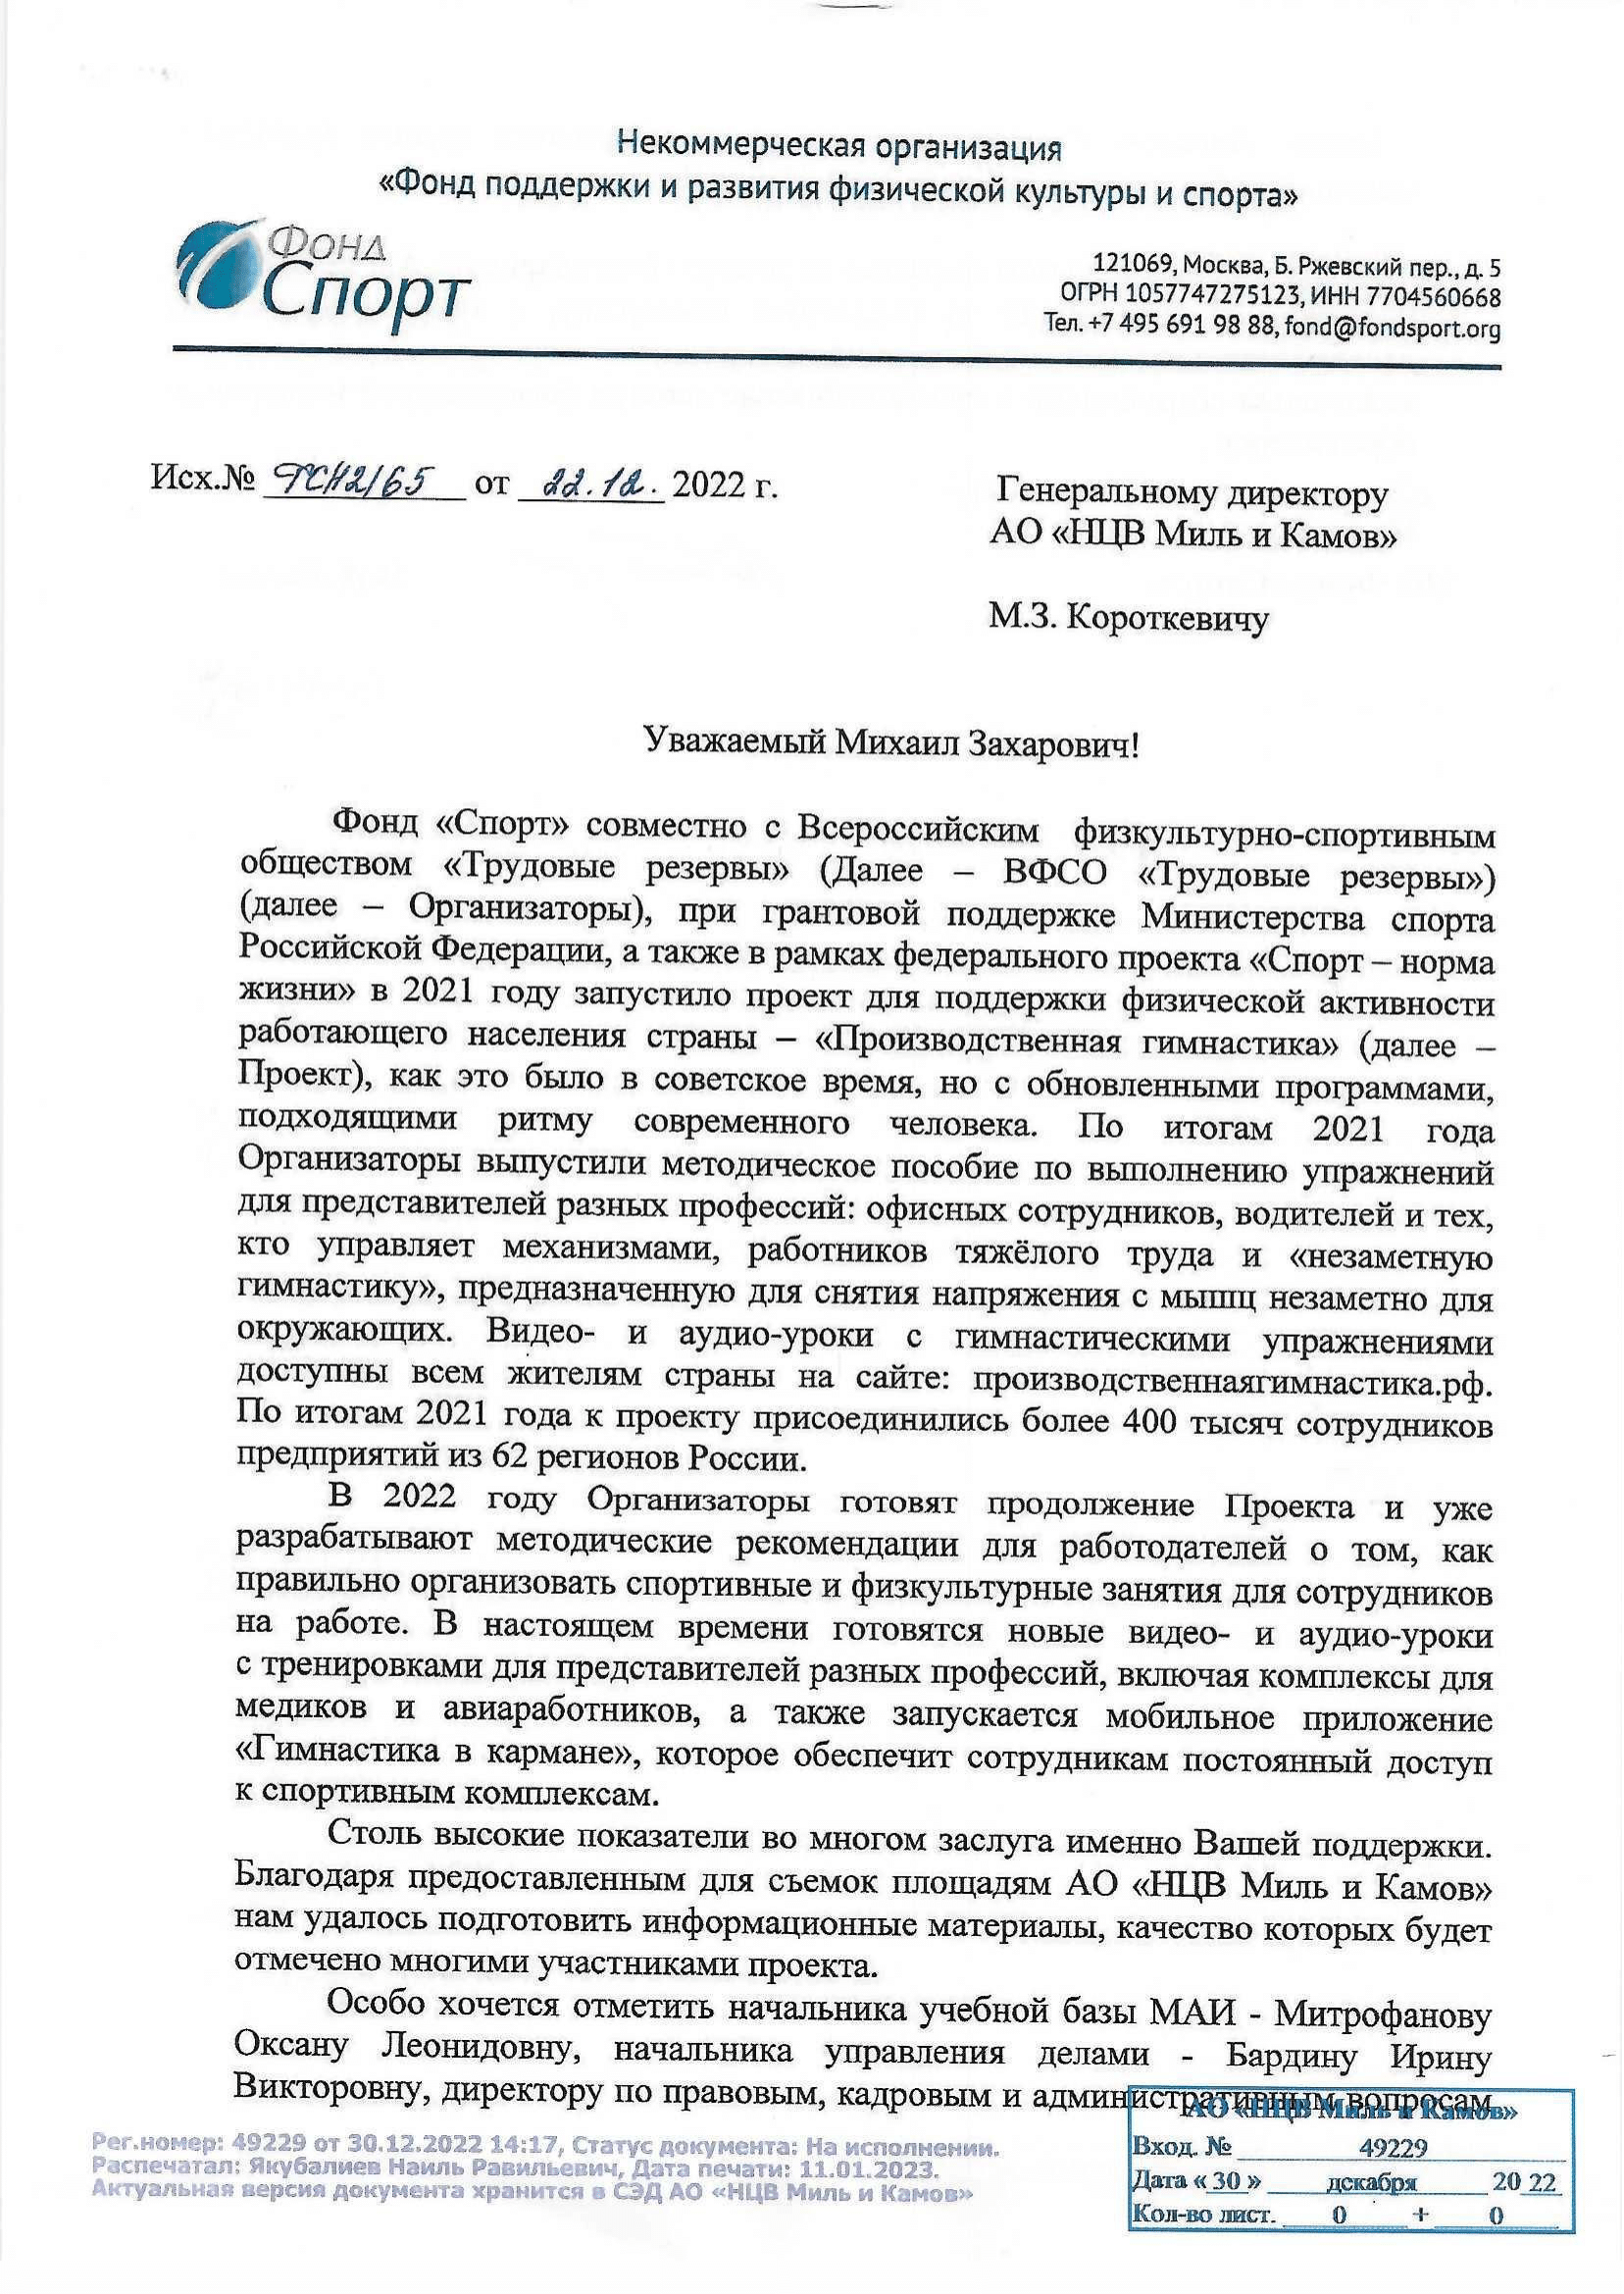 Некоммерческая организация
«Фонд поддержки и развития физической культуры и спорта»
Фонд
Спорт
121069, Москва, Б. Ржевский пер., д. 5
ОГРН 1057747275123, ИНН 7704560668
Тел. +7 495 691 98 88, fond@fondsport.org
Исх.№ ФСН2/65 от 22.12. 2022 г.
Генеральному директору
АО «НЦВ Миль и Камов»
М.З. Короткевичу
Уважаемый Михаил Захарович!
Фонд «Спорт» совместно с Всероссийским физкультурно-спортивным
обществом «Трудовые резервы» (Далее – ВФСО «Трудовые резервы»)
(далее – Организаторы), при грантовой поддержке Министерства спорта
Российской Федерации, а также в рамках федерального проекта «Спорт – норма
жизни» в 2021 году запустило проект для поддержки физической активности
работающего населения страны – «Производственная гимнастика» (далее –
Проект), как это было в советское время, но с обновленными программами,
подходящими ритму современного человека. По итогам 2021 года
Организаторы выпустили методическое пособие по выполнению упражнений
для представителей разных профессий: офисных сотрудников, водителей и тех,
кто управляет механизмами, работников тяжёлого труда и «незаметную
гимнастику», предназначенную для снятия напряжения с мышц незаметно для
окружающих. Видео- и аудио-уроки с гимнастическими упражнениями
доступны всем жителям страны на сайте: производственнаягимнастика.рф.
По итогам 2021 года к проекту присоединились более 400 тысяч сотрудников
предприятий из 62 регионов России.
В 2022 году Организаторы готовят продолжение Проекта и уже
разрабатывают методические рекомендации для работодателей о том, как
правильно организовать спортивные и физкультурные занятия для сотрудников
на работе. В настоящем времени готовятся новые видео- и аудио-уроки
с тренировками для представителей разных профессий, включая комплексы для
медиков и авиаработников, а также запускается мобильное приложение
«Гимнастика в кармане», которое обеспечит сотрудникам постоянный доступ
к спортивным комплексам.
Столь высокие показатели во многом заслуга именно Вашей поддержки.
Благодаря предоставленным для съемок площадям АО «НЦВ Миль и Камов»
нам удалось подготовить информационные материалы, качество которых будет
отмечено многими участниками проекта.
Особо хочется отметить начальника учебной базы МАИ - Митрофанову
Оксану Леонидовну, начальника управления делами - Бардину Ирину
Викторовну, директору по правовым, кадровым и административным вопросам
АО «НЦВ Миль и Камов»
Вход. № 49229
Дата « 30 » декабря 20 22
Кол-во лист. 0 + 0
Рег.номер: 49229 от 30.12.2022 14:17, Статус документа: На исполнении.
Распечатал: Якубалиев Наиль Равильевич, Дата печати: 11.01.2023.
Актуальная версия документа хранится в СЭД АО «НЦВ Миль и Камов»